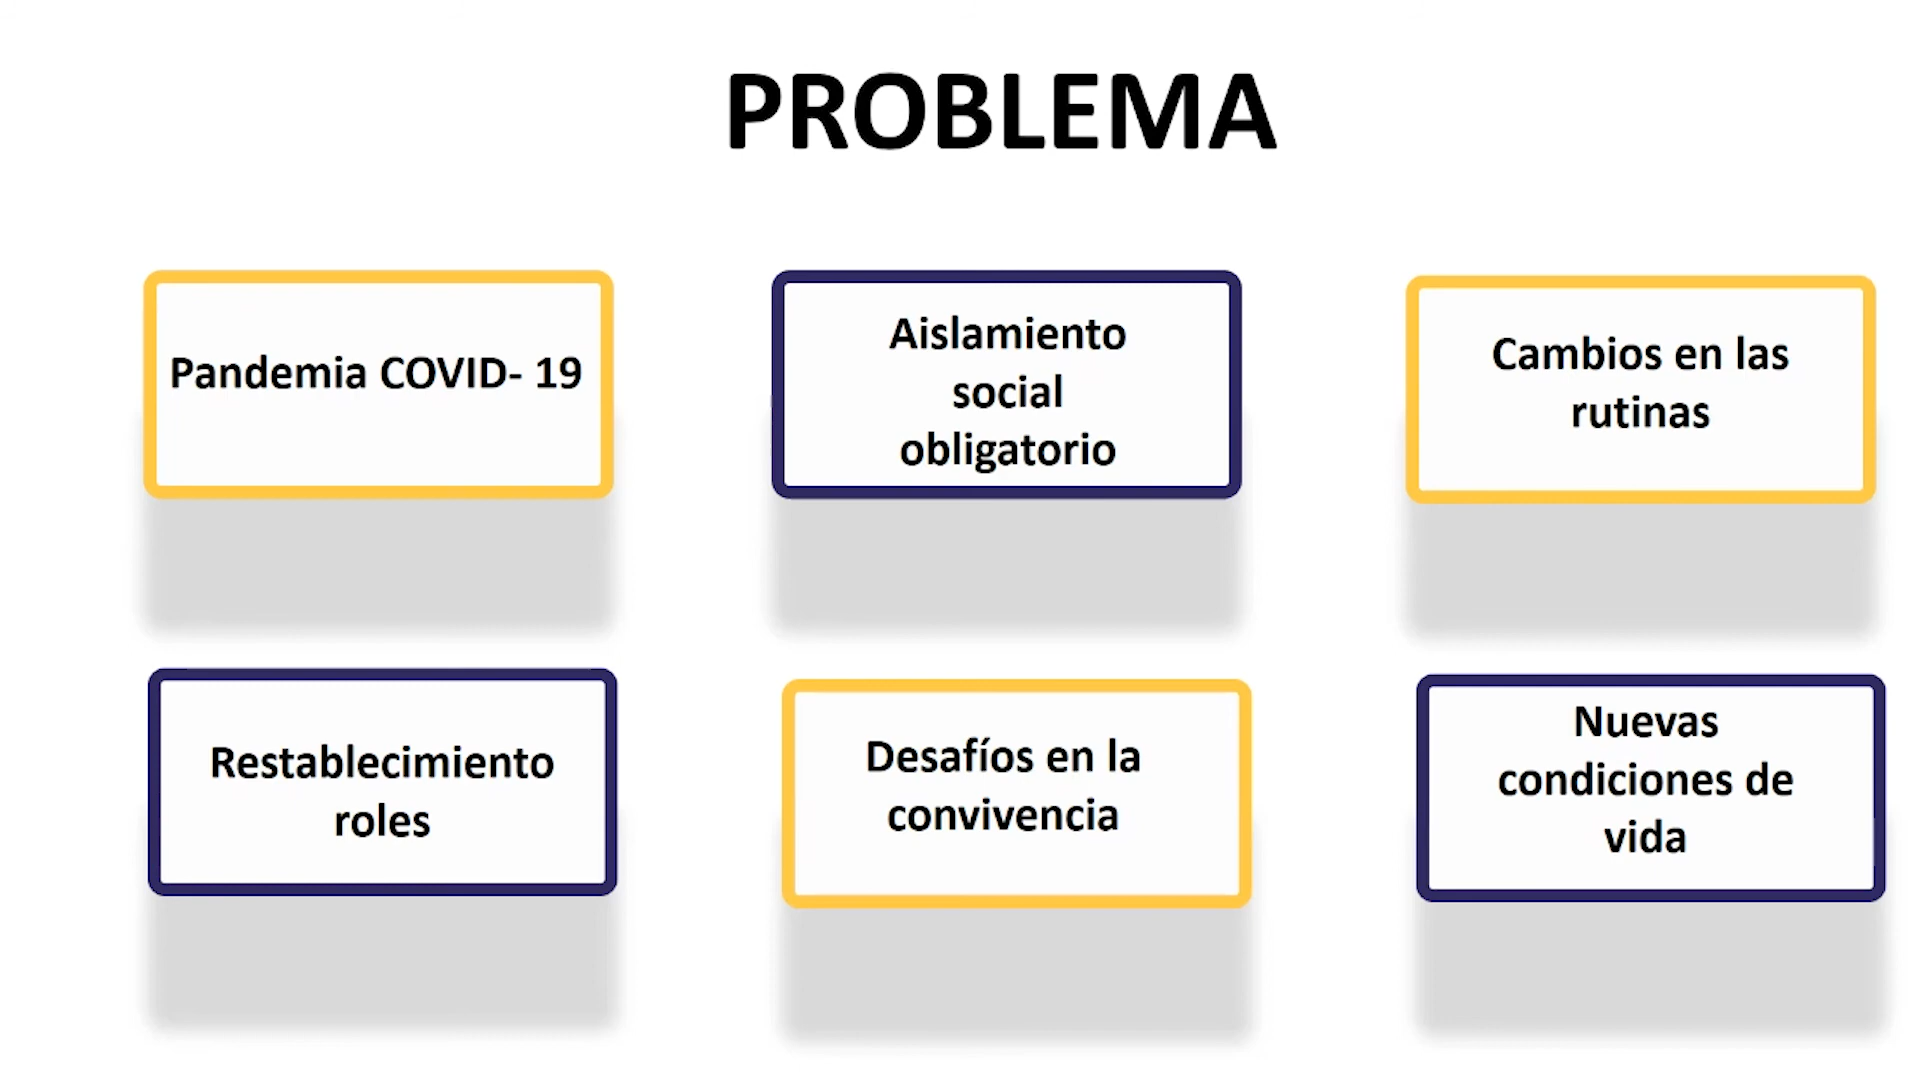 PROBLEMA
Pandemia COVID- 19
Aislamiento
social
obligatorio
Cambios en las
rutinas
Restablecimiento
roles
Desafíos en la
convivencia
Nuevas
condiciones de
vida